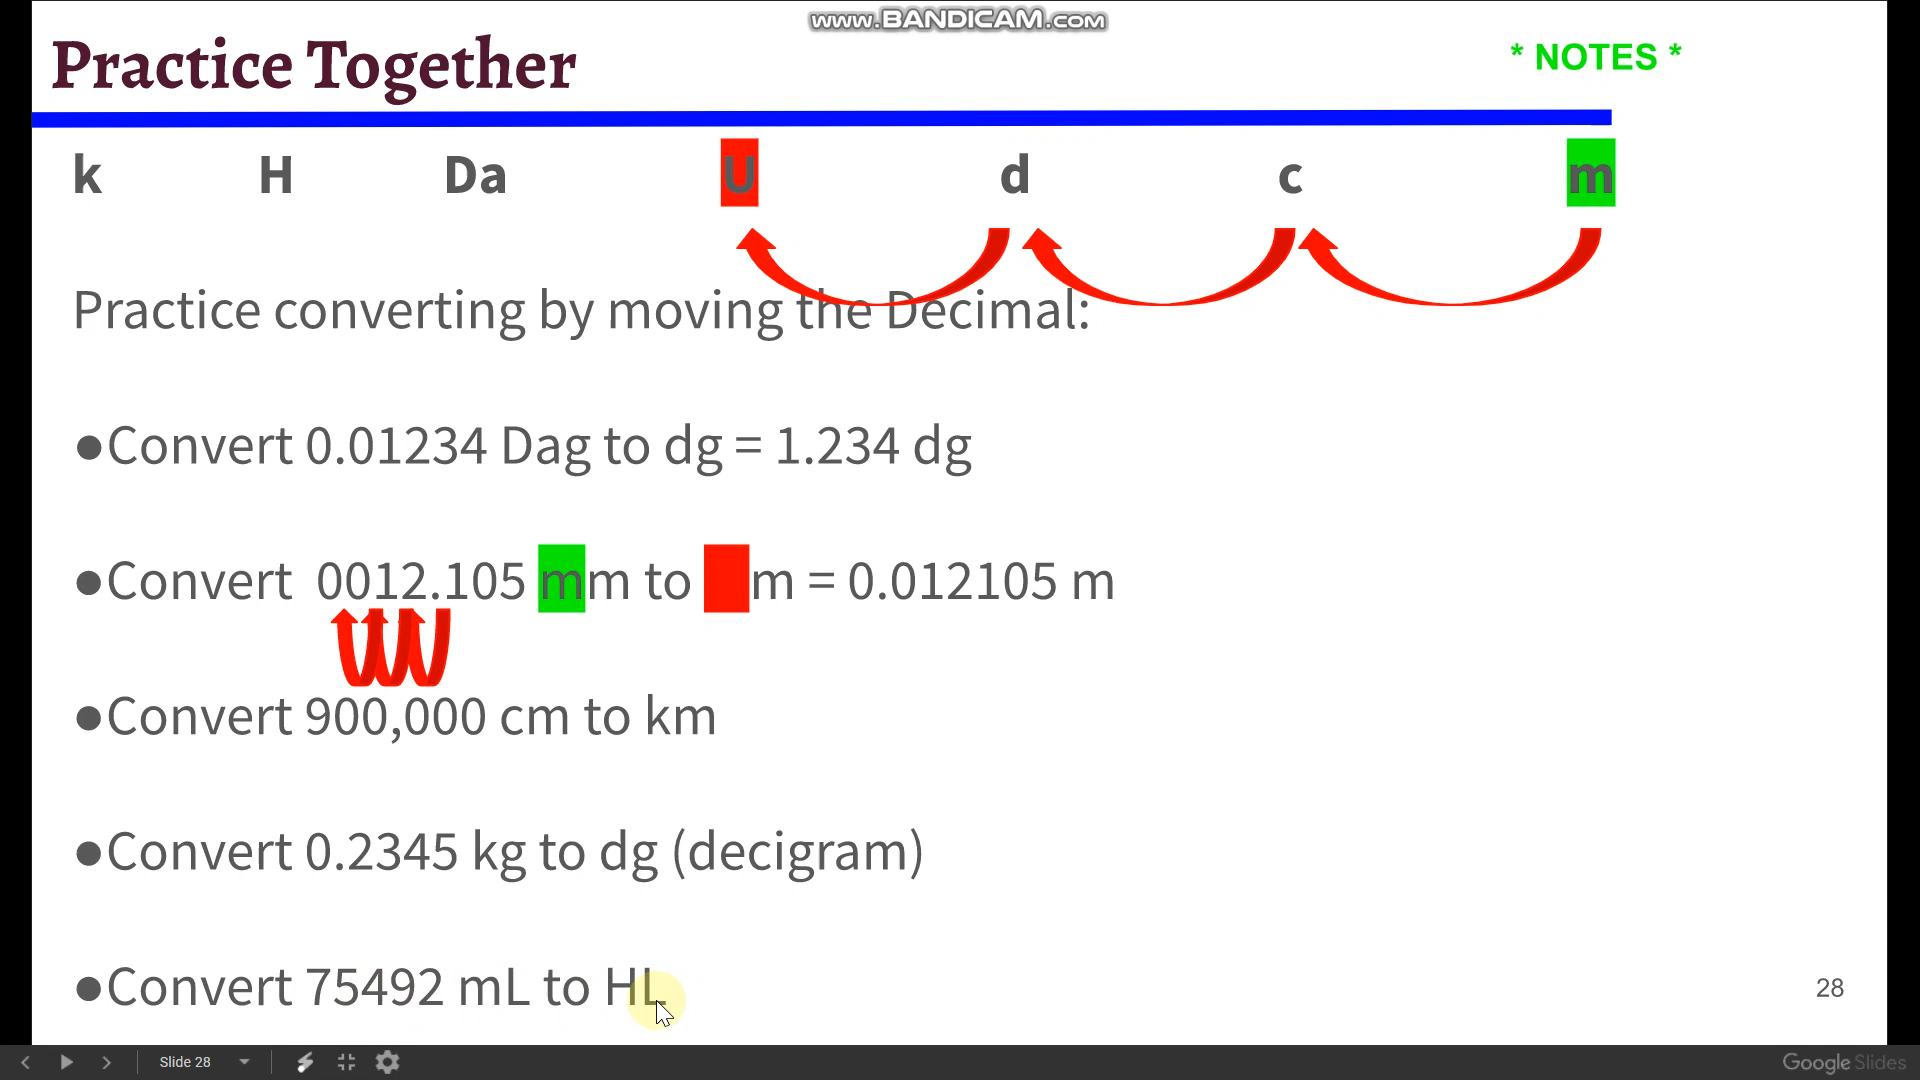 www.BANDICAM.com
Practice Together
* NOTES *
k H Da U d c m
Practice converting by moving the Decimal:
●Convert 0.01234 Dag to dg = 1.234 dg
●Convert 0012.105 mm to m = 0.012105 m
●Convert 900,000 cm to km
●Convert 0.2345 kg to dg (decigram)
●Convert 75492 mL to HL
28
Slide 28
Google Slides